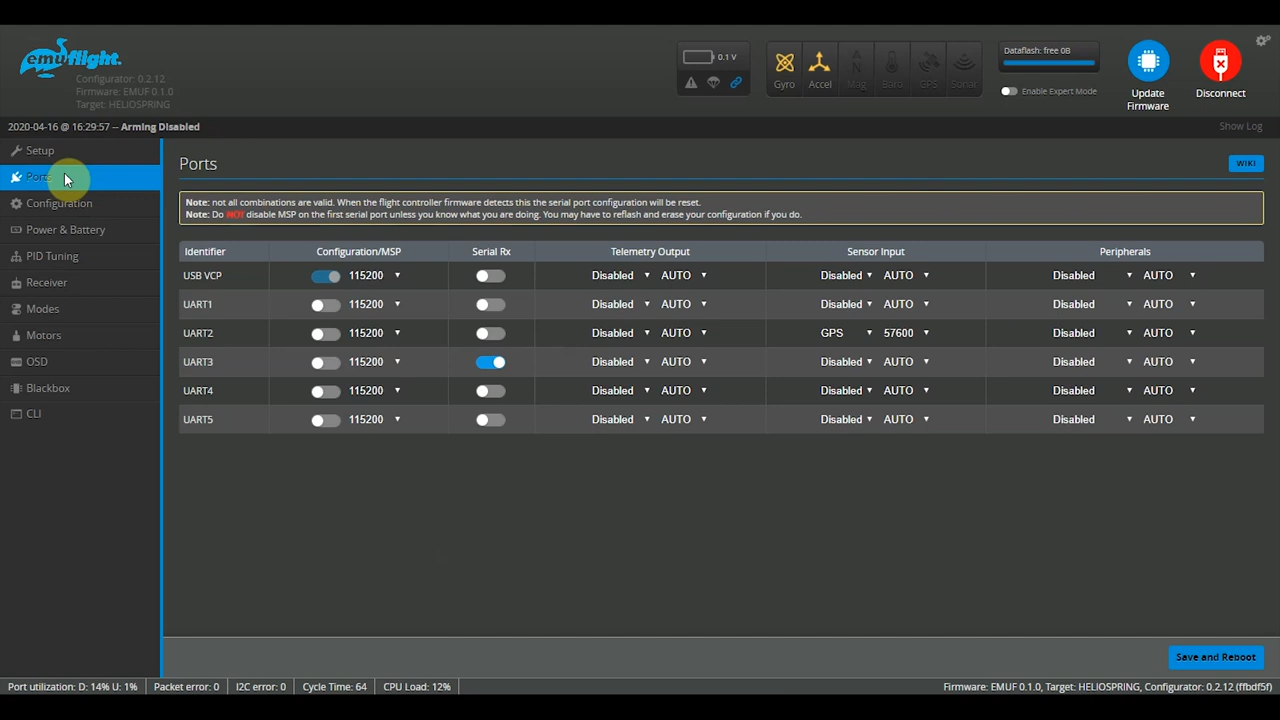 emuflight.
Configurator: 0.2.12
Firmware: EMUF 0.1.0
Target: HELIOSPRING
0.1 V
Gyro Accel Mag Baro GPS Sonar
Dataflash: free 0B
Enable Expert Mode
Update Firmware
Disconnect
2020-04-16 @ 16:29:57 -- Arming Disabled
Show Log
Setup
Ports
Configuration
Power & Battery
PID Tuning
Receiver
Modes
Motors
OSD
Blackbox
CLI
Ports
WIKI
Note: not all combinations are valid. When the flight controller firmware detects this the serial port configuration will be reset.
Note: Do NOT disable MSP on the first serial port unless you know what you are doing. You may have to reflash and erase your configuration if you do.
Identifier Configuration/MSP Serial Rx Telemetry Output Sensor Input Peripherals
USB VCP 115200 Disabled AUTO Disabled AUTO Disabled AUTO
UART1 115200 Disabled AUTO Disabled AUTO Disabled AUTO
UART2 115200 Disabled AUTO GPS 57600 Disabled AUTO
UART3 115200 Disabled AUTO Disabled AUTO Disabled AUTO
UART4 115200 Disabled AUTO Disabled AUTO Disabled AUTO
UART5 115200 Disabled AUTO Disabled AUTO Disabled AUTO
Save and Reboot
Port utilization: D: 14% U: 1% Packet error: 0 I2C error: 0 Cycle Time: 64 CPU Load: 12% Firmware: EMUF 0.1.0, Target: HELIOSPRING, Configurator: 0.2.12 (ffbdf5f)